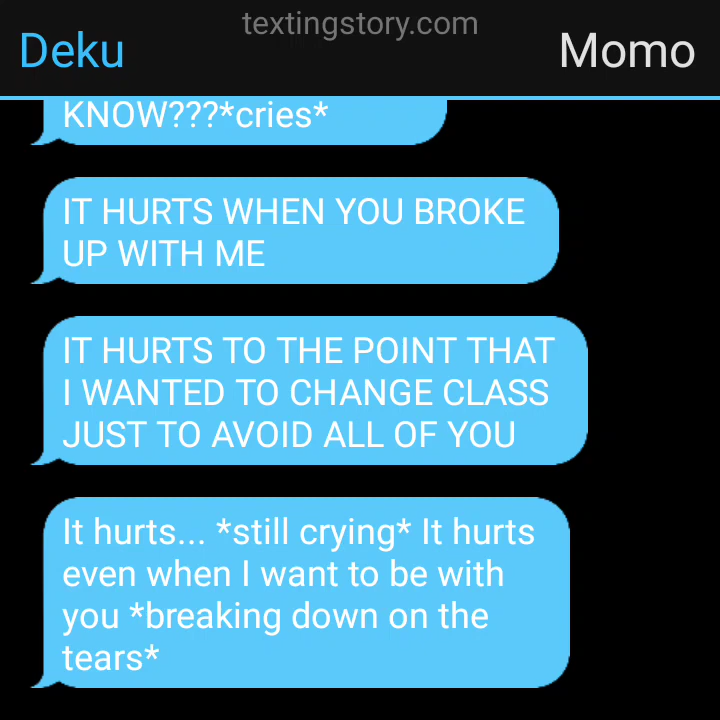 textingstory.com
Deku
Momo
KNOW???*cries*
IT HURTS WHEN YOU BROKE
UP WITH ME
IT HURTS TO THE POINT THAT
I WANTED TO CHANGE CLASS
JUST TO AVOID ALL OF YOU
It hurts... *still crying* It hurts
even when I want to be with
you *breaking down on the
tears*